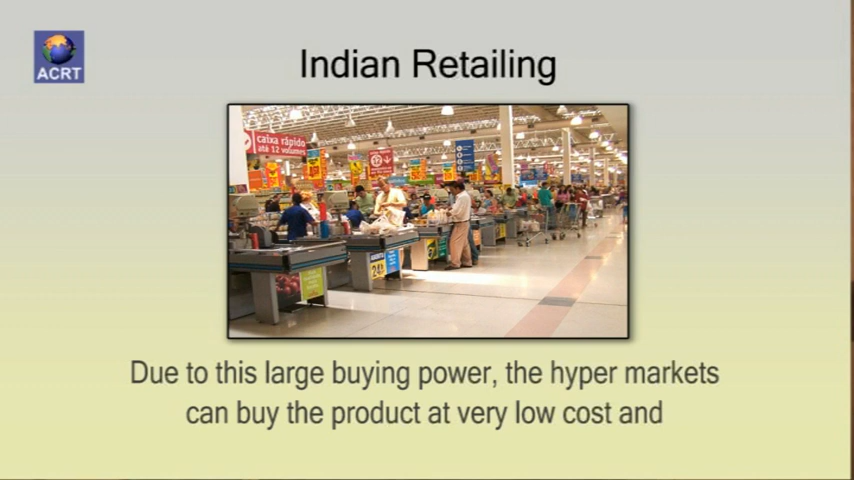 ACRT
Indian Retailing
caixa rápido
até 12 volumes
Due to this large buying power, the hyper markets
can buy the product at very low cost and